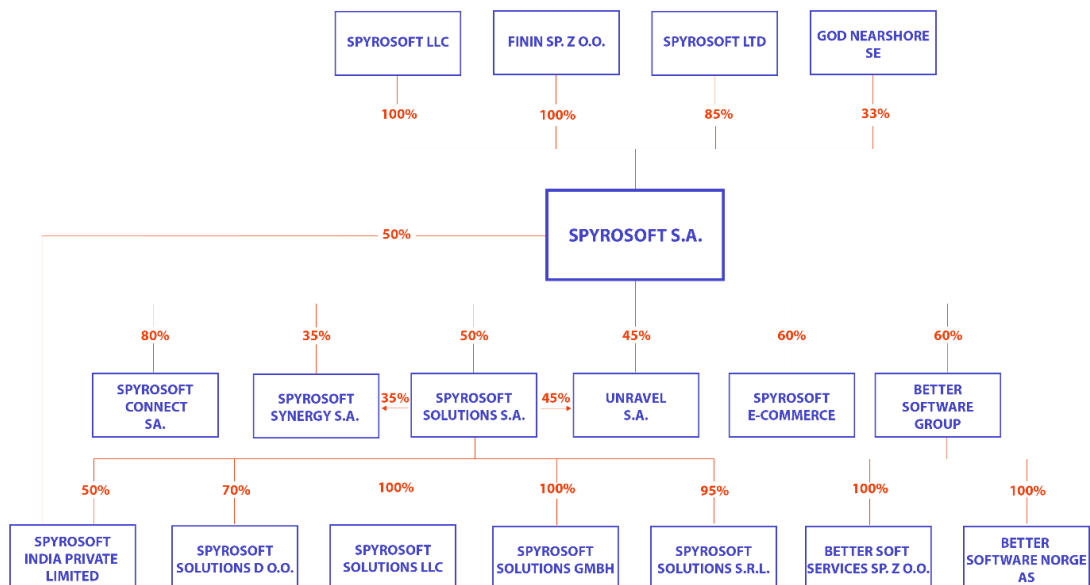 SPYROSOFT LLC
FININ SP. Z O.O.
SPYROSOFT LTD
GOD NEARSHORE
SE
100%
100%
85%
33%
50%
SPYROSOFT S.A.
80%
35%
50%
45%
60%
60%
SPYROSOFT
CONNECT
SA.
SPYROSOFT
SYNERGY S.A.
35%
SPYROSOFT
SOLUTIONS S.A.
45%
UNRAVEL
S.A.
SPYROSOFT
E-COMMERCE
BETTER
SOFTWARE
GROUP
50%
70%
100%
100%
95%
100%
100%
SPYROSOFT
INDIA PRIVATE
LIMITED
SPYROSOFT
SOLUTIONS D O.O.
SPYROSOFT
SOLUTIONS LLC
SPYROSOFT
SOLUTIONS GMBH
SPYROSOFT
SOLUTIONS S.R.L.
BETTER SOFT
SERVICES SP. Z O.O.
BETTER
SOFTWARE NORGE
AS